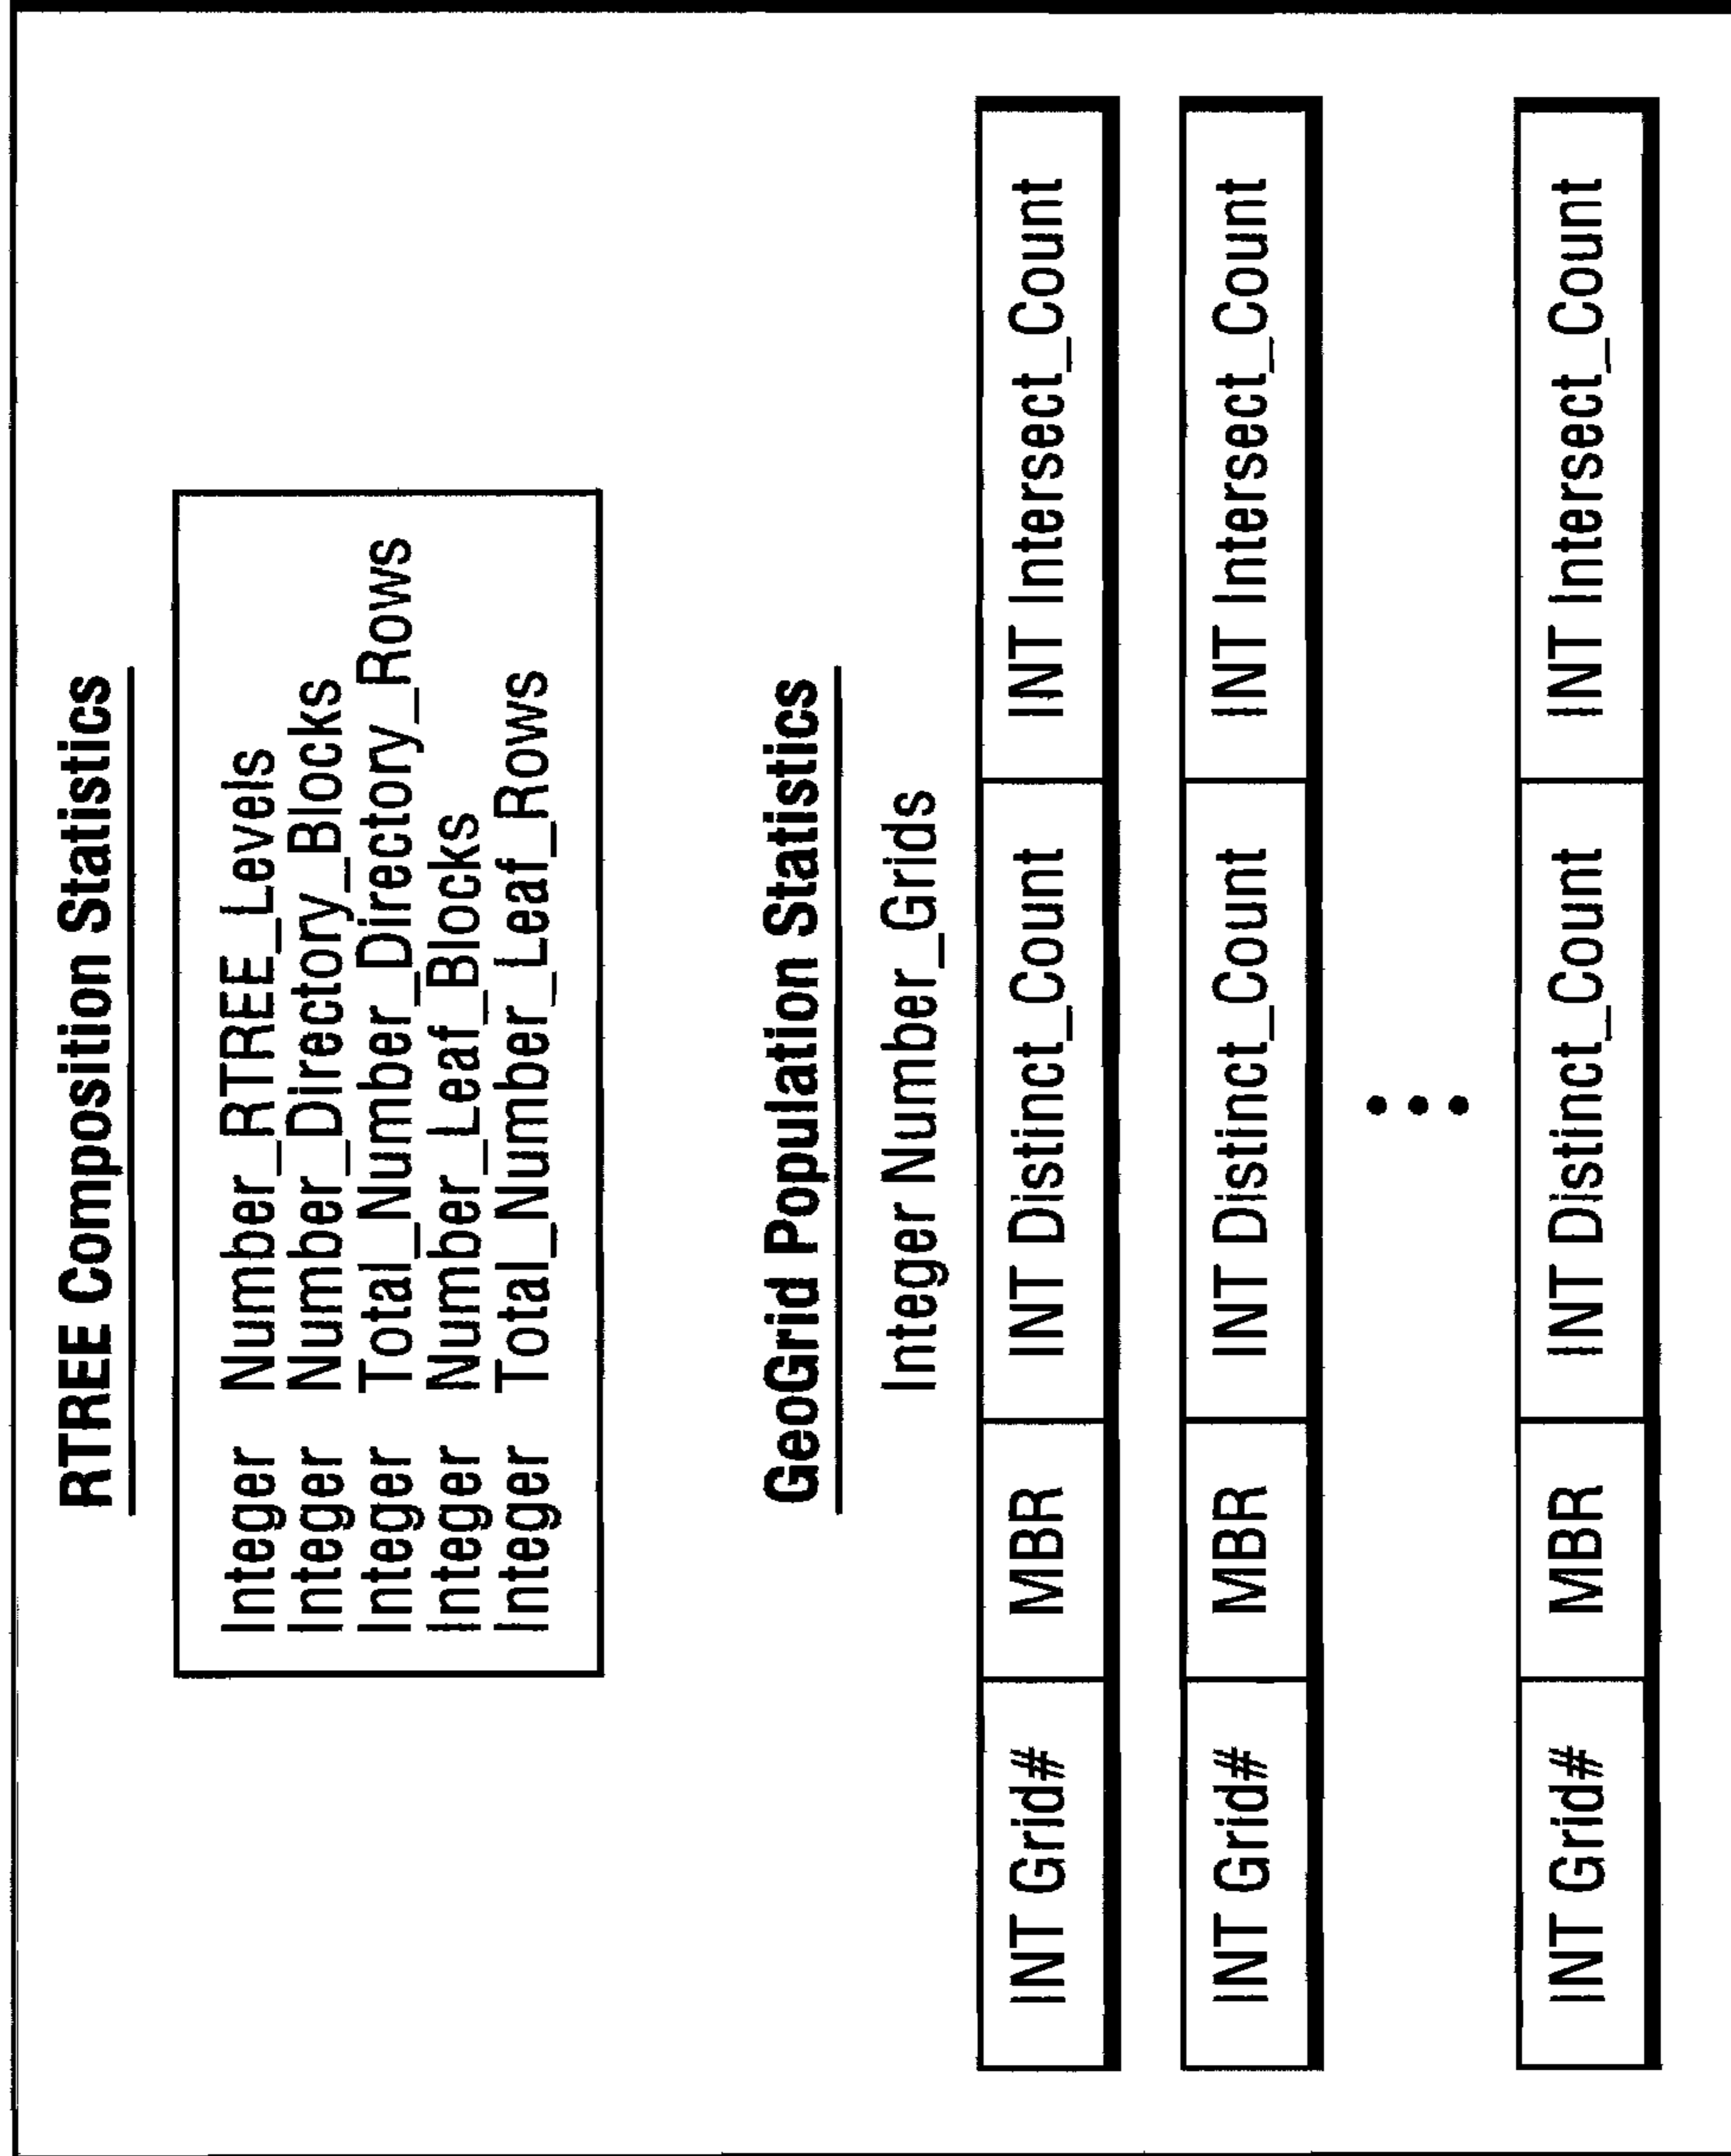 RTREE Composition Statistics
Integer Number_RTREE_Levels
Integer Number_Directory_Blocks
Integer Total_Number_Directory_Rows
Integer Number_Leaf_Blocks
Integer Total_Number_Leaf_Rows
GeoGrid Population Statistics
Integer Number_Grids
INT Grid# MBR INT Distinct_Count INT Intersect_Count
INT Grid# MBR INT Distinct_Count INT Intersect_Count
INT Grid# MBR INT Distinct_Count INT Intersect_Count